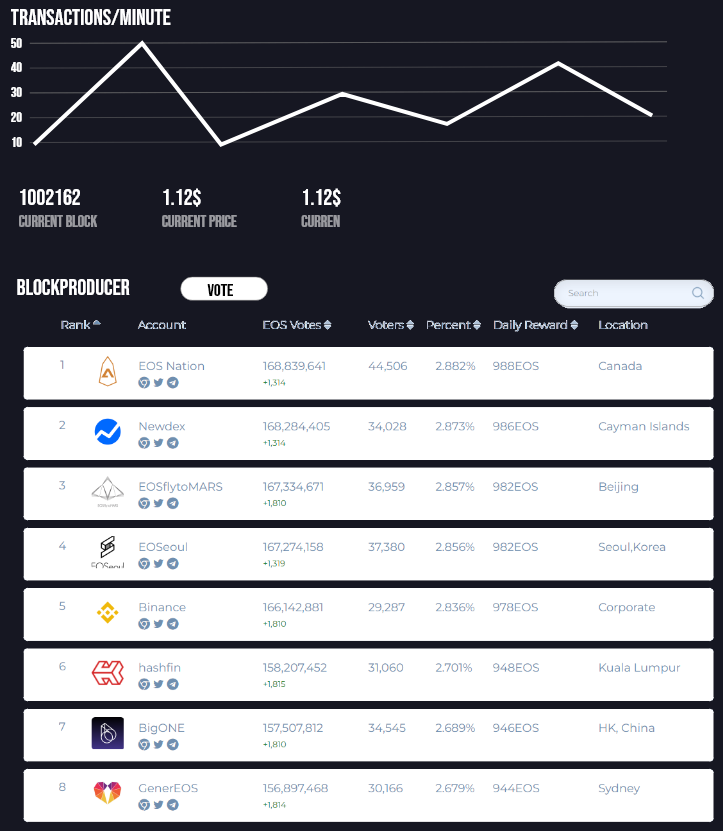 TRANSACTIONS/MINUTE
50
40
30
20
10
1002162 1.12$ 1.12$
CURRENT BLOCK CURRENT PRICE CURREN
BLOCKPRODUCER VOTE Search
Rank Account EOS Votes Voters Percent Daily Reward Location
1 EOS Nation 168,839,641 44,506 2.882% 988EOS Canada
+1,314
2 Newdex 168,284,405 34,028 2.873% 986EOS Cayman Islands
+1,314
3 EOSflytoMARS 167,334,671 36,959 2.857% 982EOS Beijing
+1,810
4 EOSeoul 167,274,158 37,380 2.856% 982EOS Seoul,Korea
EOSeoul +1,319
5 Binance 166,142,881 29,287 2.836% 978EOS Corporate
+1,810
6 hashfin 158,207,452 31,060 2.701% 948EOS Kuala Lumpur
+1,815
7 BigONE 157,507,812 34,545 2.689% 946EOS HK, China
+1,810
8 GenerEOS 156,897,468 30,166 2.679% 944EOS Sydney
+1,814